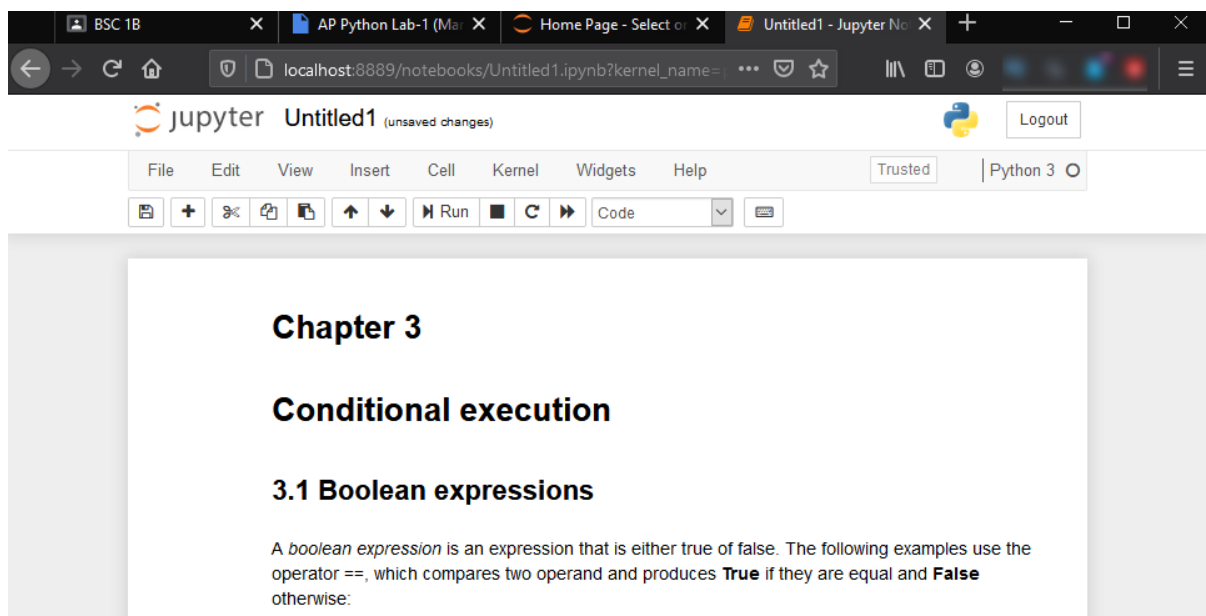 BSC 1B AP Python Lab-1 (Mar Home Page - Select or Untitled1 - Jupyter No
localhost:8889/notebooks/Untitled1.ipynb?kernel_name=
jupyter Untitled1 (unsaved changes) Logout
File Edit View Insert Cell Kernel Widgets Help Trusted Python 3
Run Code
Chapter 3
Conditional execution
3.1 Boolean expressions
A boolean expression is an expression that is either true of false. The following examples use the
operator ==, which compares two operand and produces True if they are equal and False
otherwise: